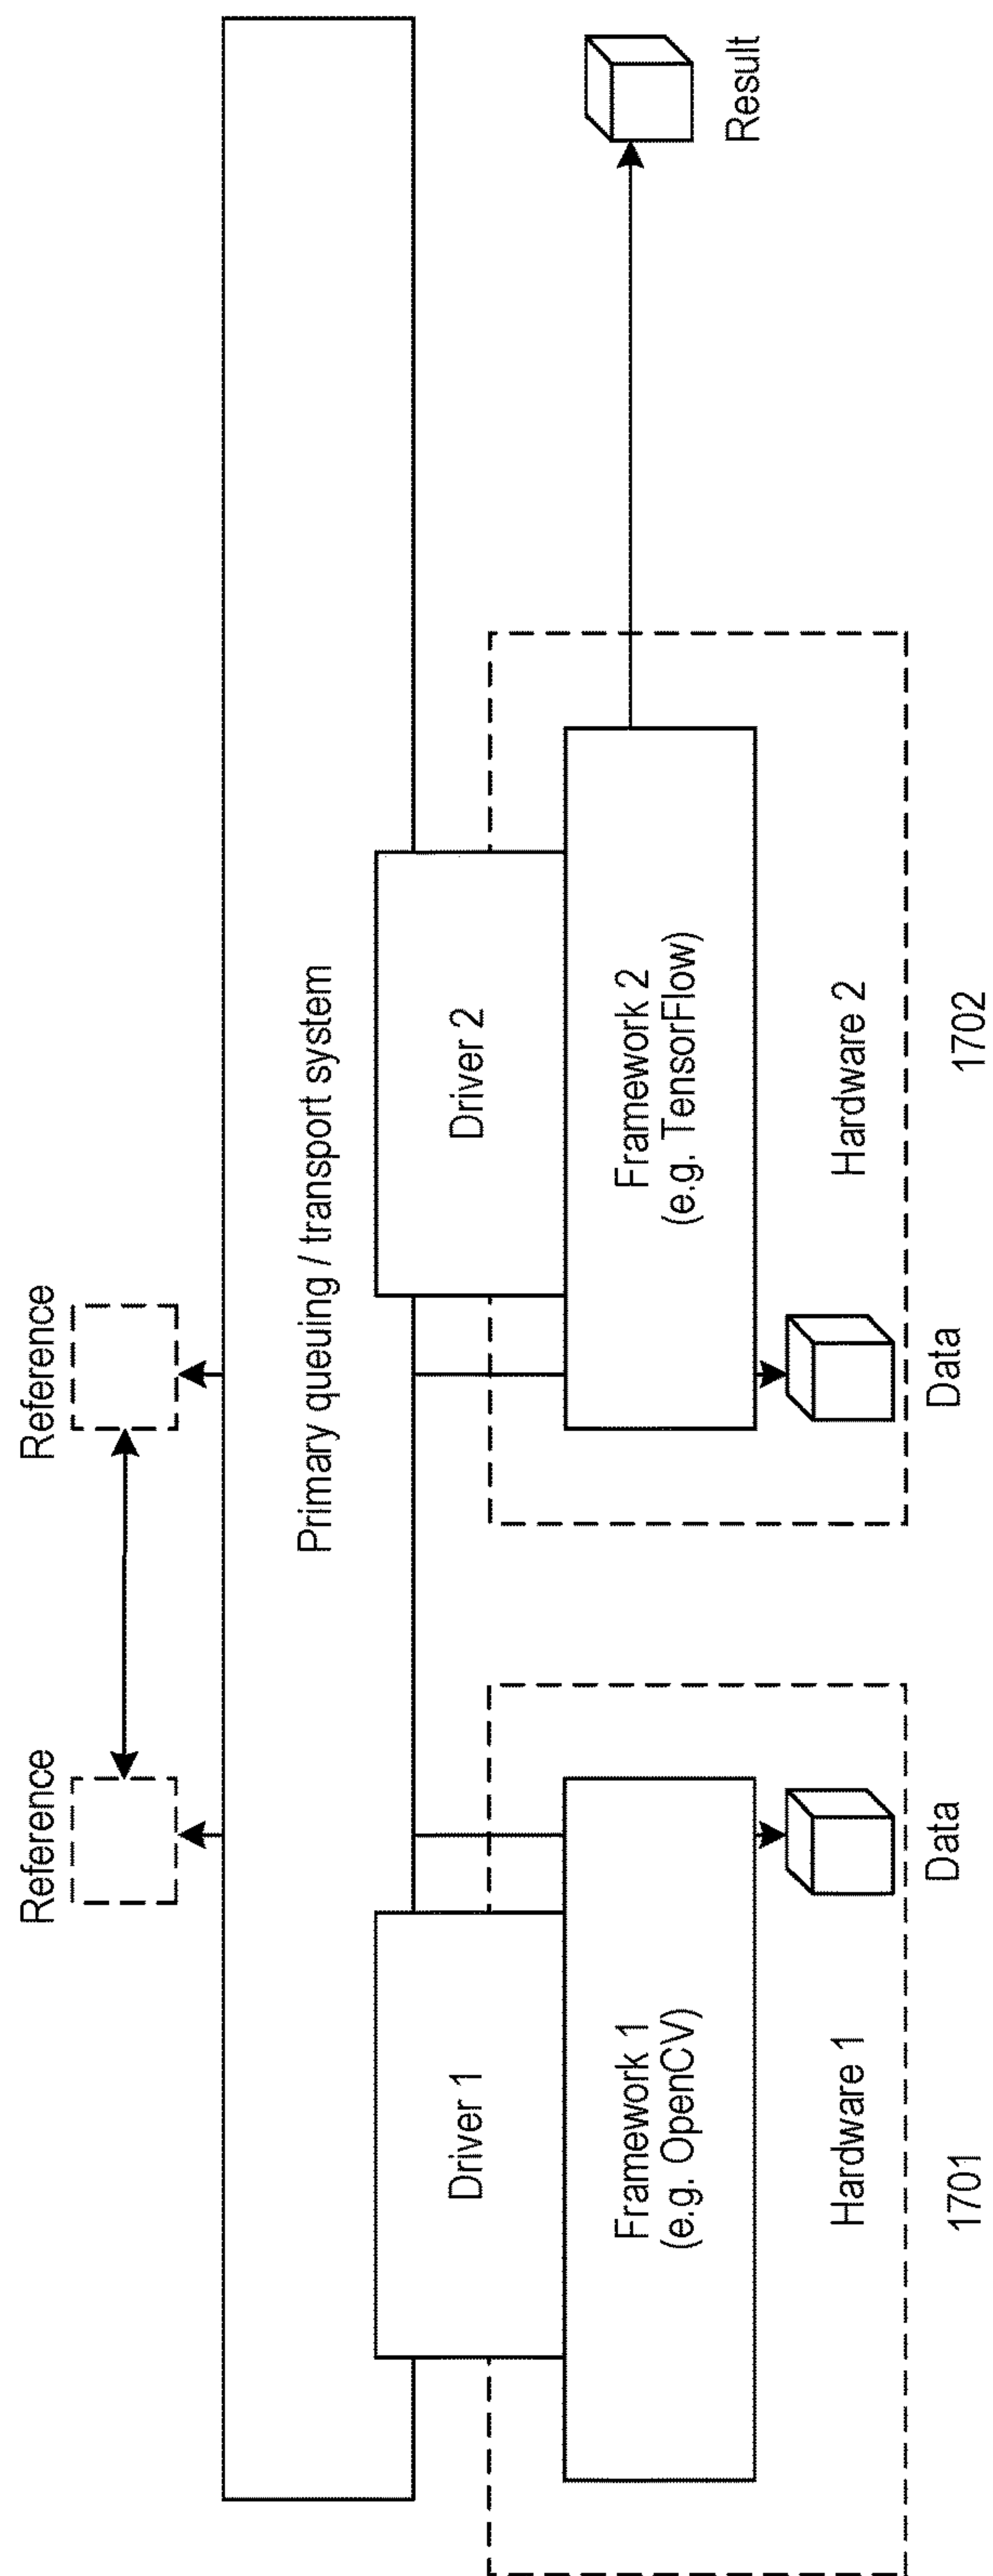 Reference
Reference
Primary queuing / transport system
Driver 1
Driver 2
Framework 1
(e.g. OpenCV)
Framework 2
(e.g. TensorFlow)
Result
Hardware 1
Hardware 2
Data
Data
1701
1702